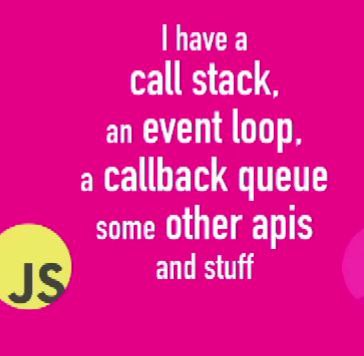 I have a
call stack,
an event loop,
a callback queue
some other apis
and stuff
JS